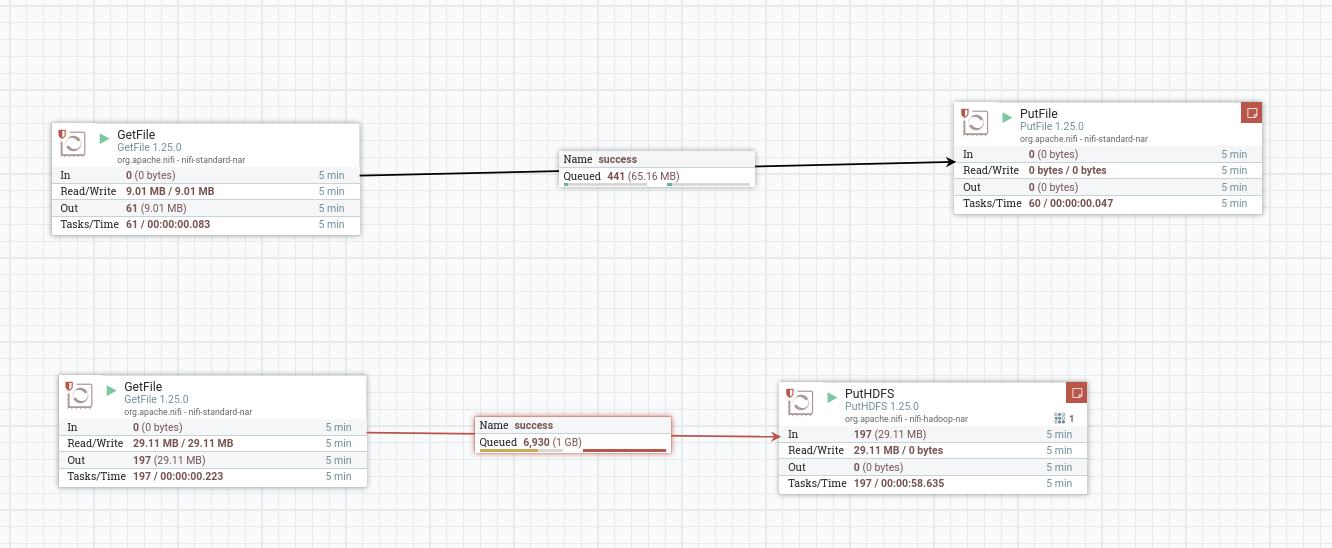 GetFile
GetFile 1.25.0
org.apache.nifi - nifi-standard-nar
In 0 (0 bytes) 5 min
Read/Write 9.01 MB / 9.01 MB 5 min
Out 61 (9.01 MB) 5 min
Tasks/Time 61 / 00:00:00.083 5 min
Name success
Queued 441 (65.16 MB)
PutFile
PutFile 1.25.0
org.apache.nifi - nifi-standard-nar
In 0 (0 bytes) 5 min
Read/Write 0 bytes / 0 bytes 5 min
Out 0 (0 bytes) 5 min
Tasks/Time 60 / 00:00:00.047 5 min
GetFile
GetFile 1.25.0
org.apache.nifi - nifi-standard-nar
In 0 (0 bytes) 5 min
Read/Write 29.11 MB / 29.11 MB 5 min
Out 197 (29.11 MB) 5 min
Tasks/Time 197 / 00:00:00.223 5 min
Name success
Queued 6,930 (1 GB)
PutHDFS
PutHDFS 1.25.0
org.apache.nifi - nifi-hadoop-nar
1
In 197 (29.11 MB) 5 min
Read/Write 29.11 MB / 0 bytes 5 min
Out 0 (0 bytes) 5 min
Tasks/Time 197 / 00:00:58.635 5 min